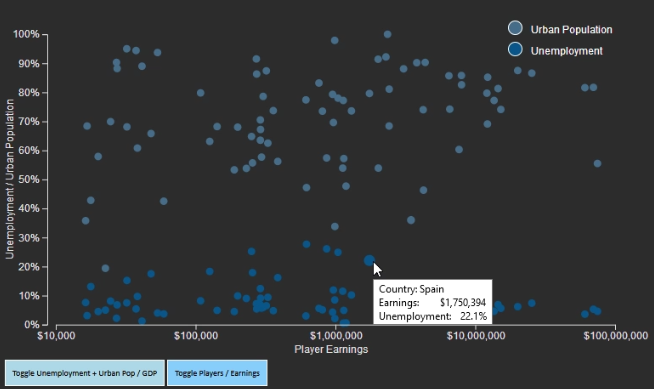 100%
90%
80%
70%
60%
50%
40%
30%
20%
10%
0%
Unemployment / Urban Population
Urban Population
Unemployment
Country: Spain
Earnings: $1,750,394
Unemployment: 22.1%
$10,000 $100,000 $1,000,000 $10,000,000 $100,000,000
Player Earnings
Toggle Unemployment + Urban Pop / GDP Toggle Players / Earnings